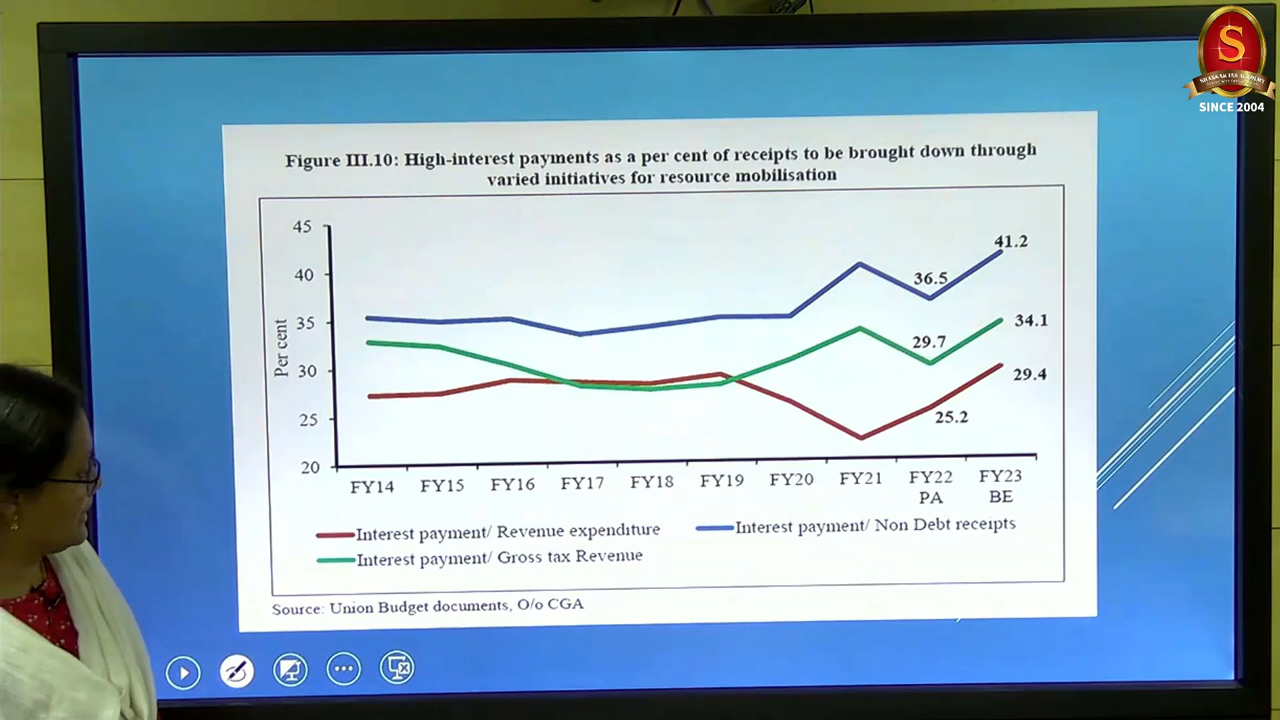 S
SHANKAR IAS ACADEMY
SINCE 2004
Figure III.10: High-interest payments as a per cent of receipts to be brought down through
varied initiatives for resource mobilisation
45
40
35
30
25
20
Per cent
41.2
36.5
34.1
29.7
29.4
25.2
FY14 FY15 FY16 FY17 FY18 FY19 FY20 FY21 FY22 FY23
PA BE
Interest payment/ Revenue expenditure Interest payment/ Non Debt receipts
Interest payment/ Gross tax Revenue
Source: Union Budget documents, O/o CGA